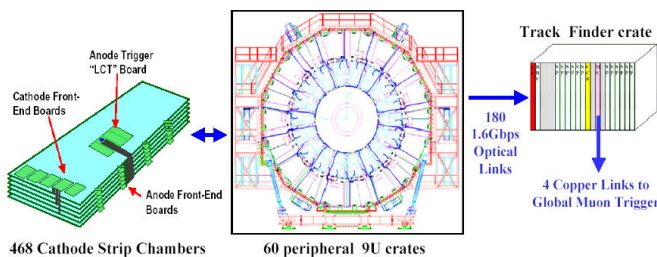 Anode Trigger
"LCT" Board
Cathode Front-
End Boards
Anode Front-End
Boards
468 Cathode Strip Chambers
60 peripheral 9U crates
180
1.6Gbps
Optical
Links
Track Finder crate
4 Copper Links to
Global Muon Trigger